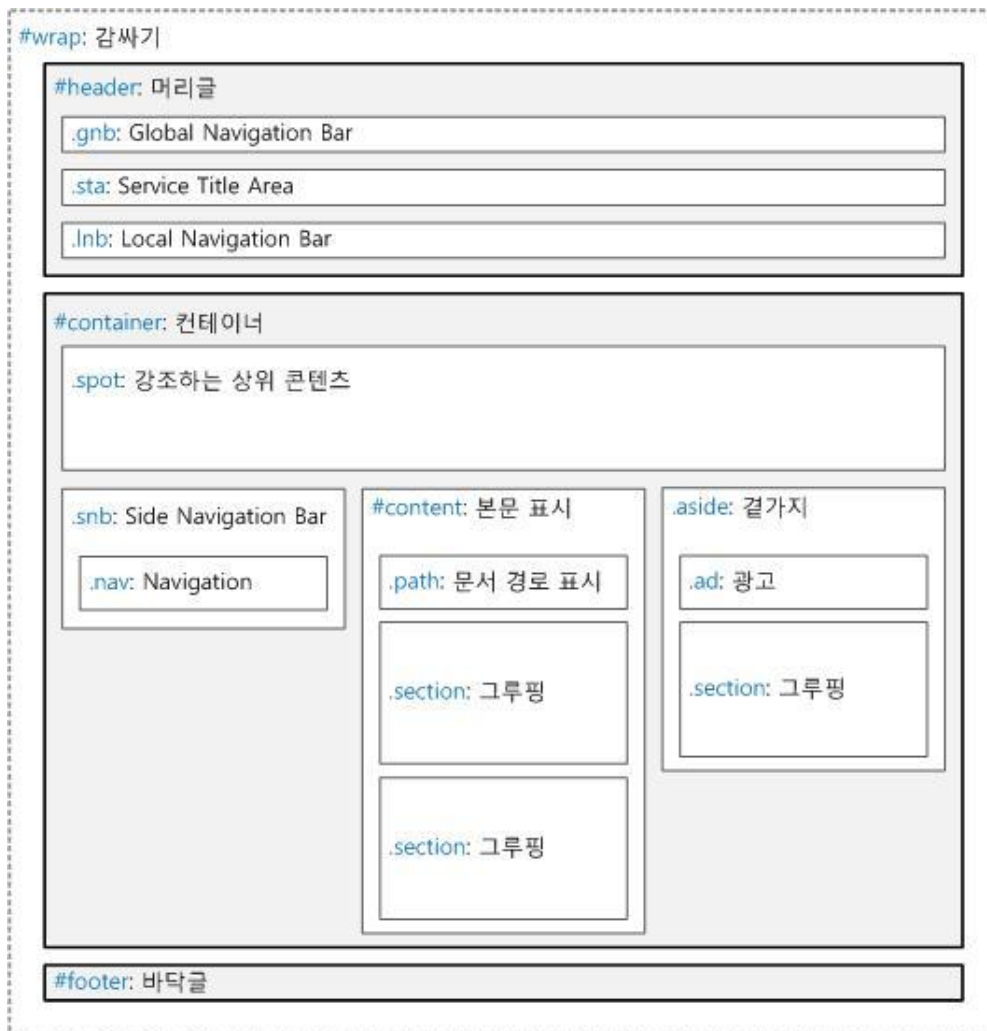 #wrap: 감싸기
#header: 머리글
.gnb: Global Navigation Bar
.sta: Service Title Area
.lnb: Local Navigation Bar
#container: 컨테이너
.spot: 강조하는 상위 콘텐츠
.snb: Side Navigation Bar
.nav: Navigation
#content: 본문 표시
.path: 문서 경로 표시
.section: 그루핑
.section: 그루핑
.aside: 곁가지
.ad: 광고
.section: 그루핑
#footer: 바닥글